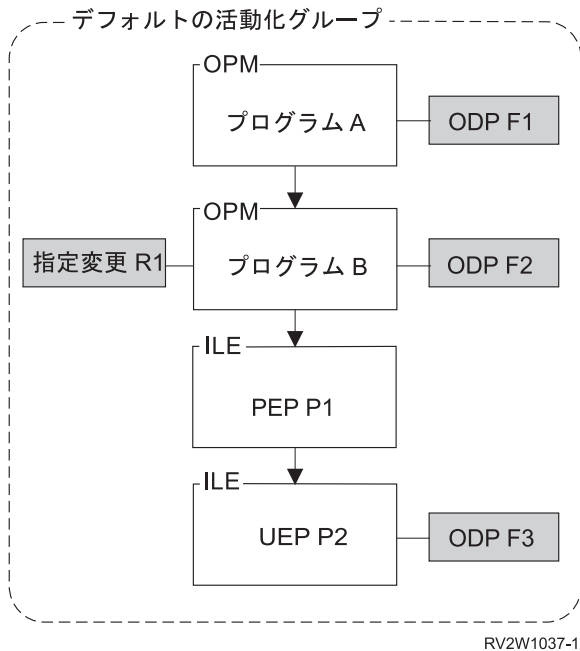 デフォルトの活動化グループ
OPM
プログラム A
ODP F1
OPM
指定変更 R1
プログラム B
ODP F2
ILE
PEP P1
ILE
UEP P2
ODP F3
RV2W1037-1